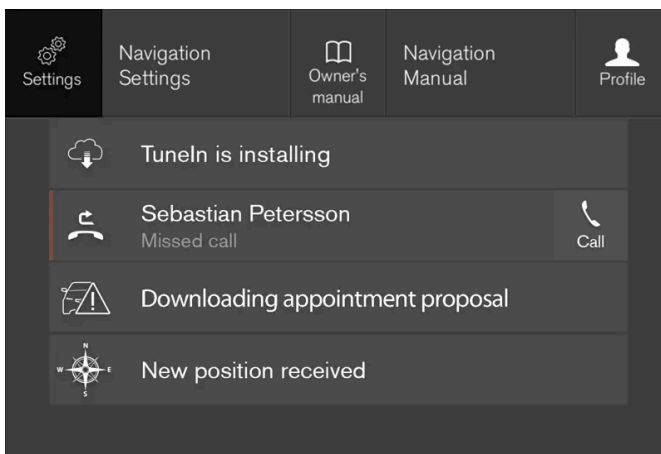 Settings
Navigation
Settings
Owner's
manual
Navigation
Manual
Profile
TuneIn is installing
Sebastian Petersson
Missed call
Call
Downloading appointment proposal
N
W
E
S
New position received